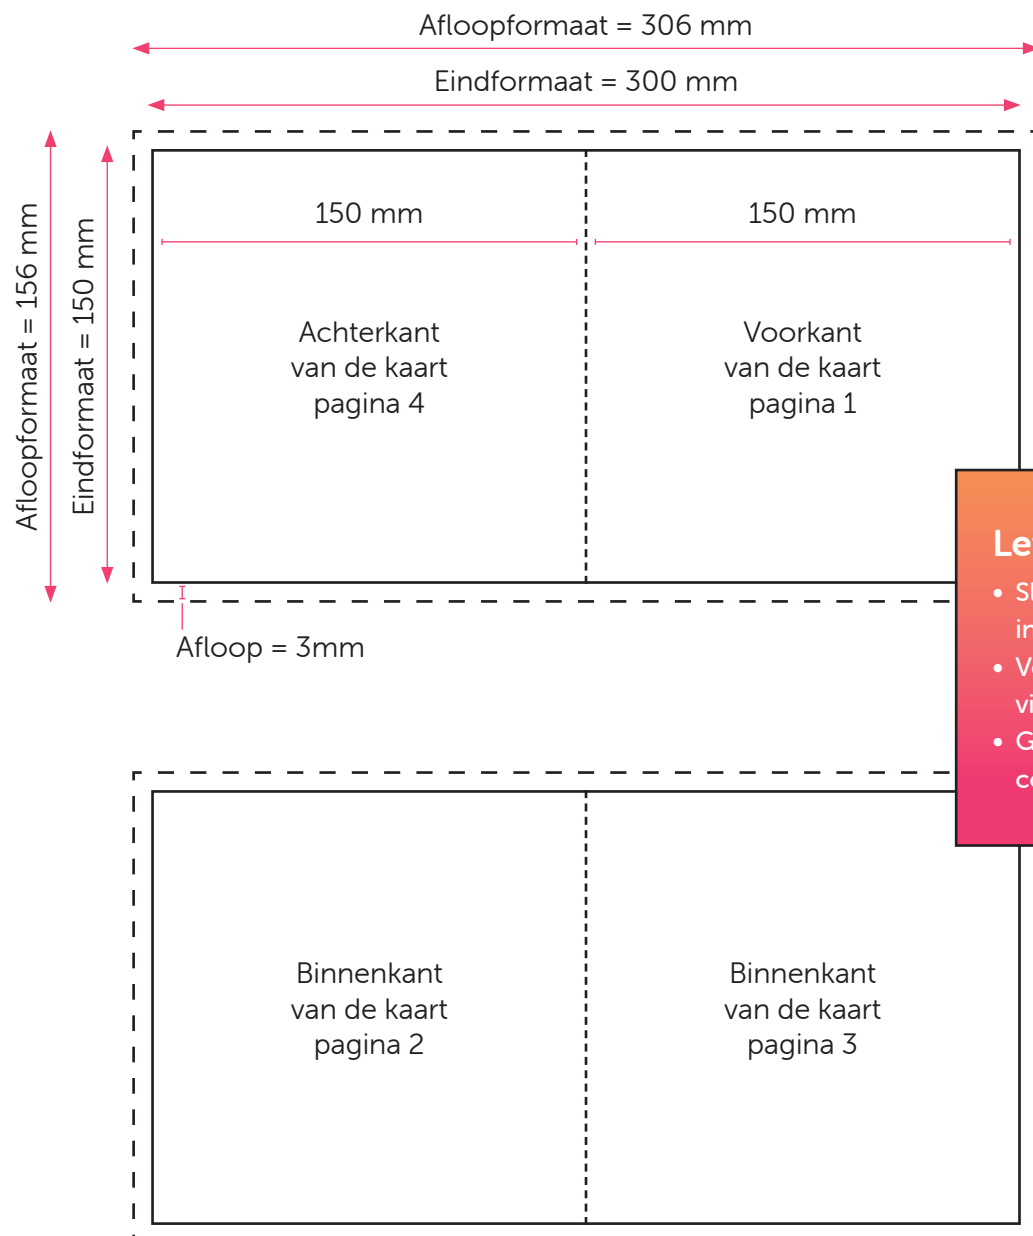 Afloopformaat = 306 mm
Eindformaat = 300 mm
Afloopformaat = 156 mm
Eindformaat = 150 mm
150 mm
150 mm
Achterkant
van de kaart
pagina 4
Voorkant
van de kaart
pagina 1
Afloop = 3mm
Binnenkant
van de kaart
pagina 2
Binnenkant
van de kaart
pagina 3